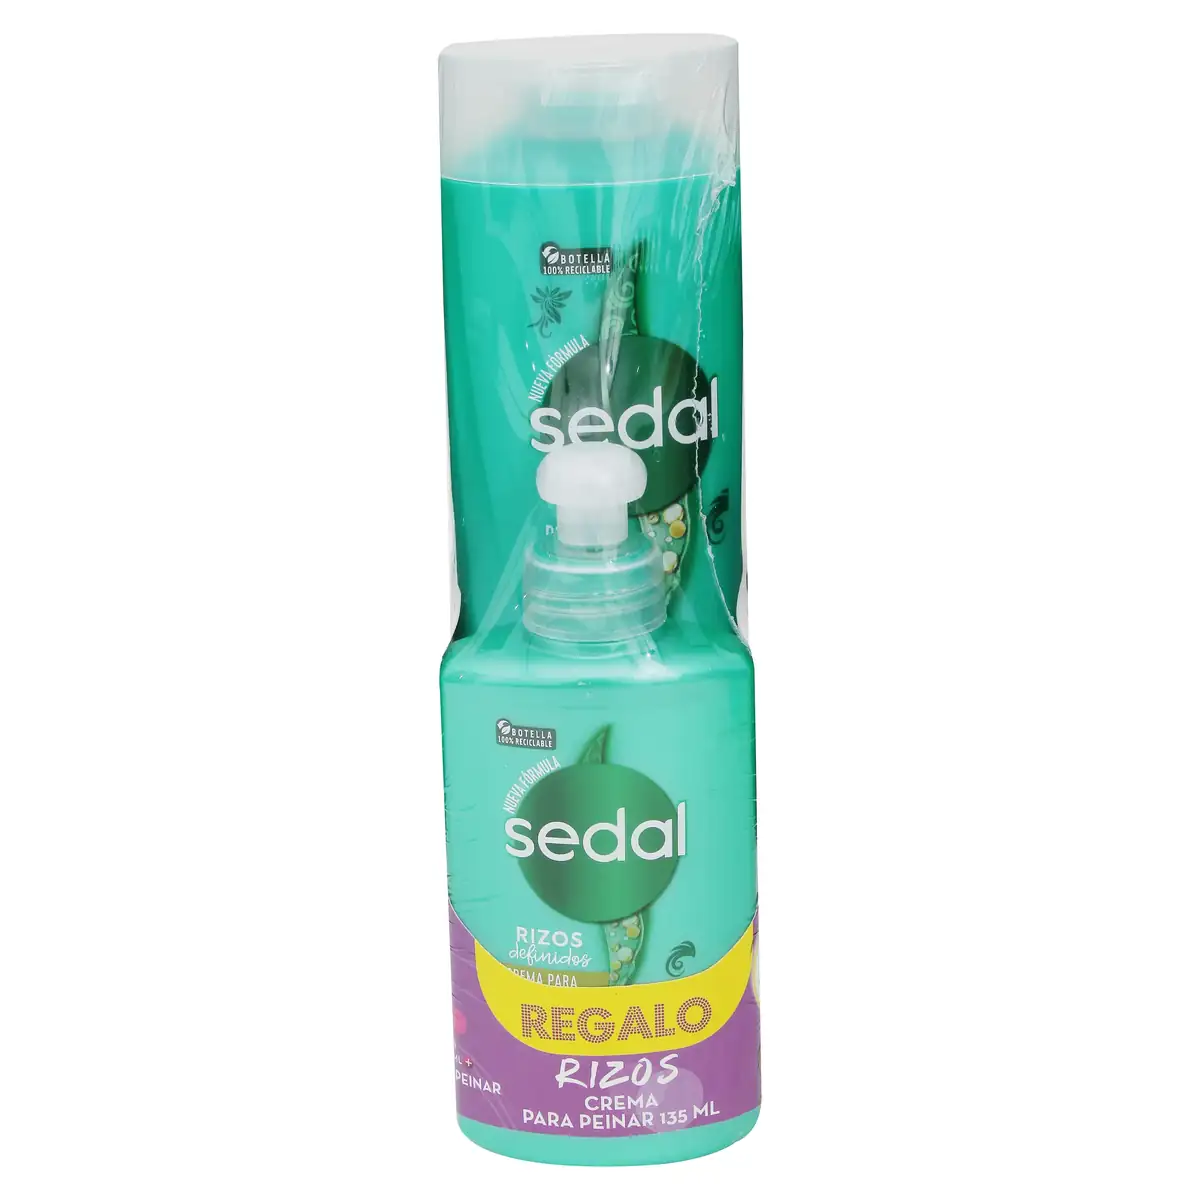 BOTELLA
100% RECICLABLE
NUEVA FÓRMULA
sedal
BOTELLA
100% RECICLABLE
NUEVA FÓRMULA
sedal
RIZOS
definidos
PARA
REGALO
RIZOS
CREMA
PARA PEINAR 135 ML
PEINAR